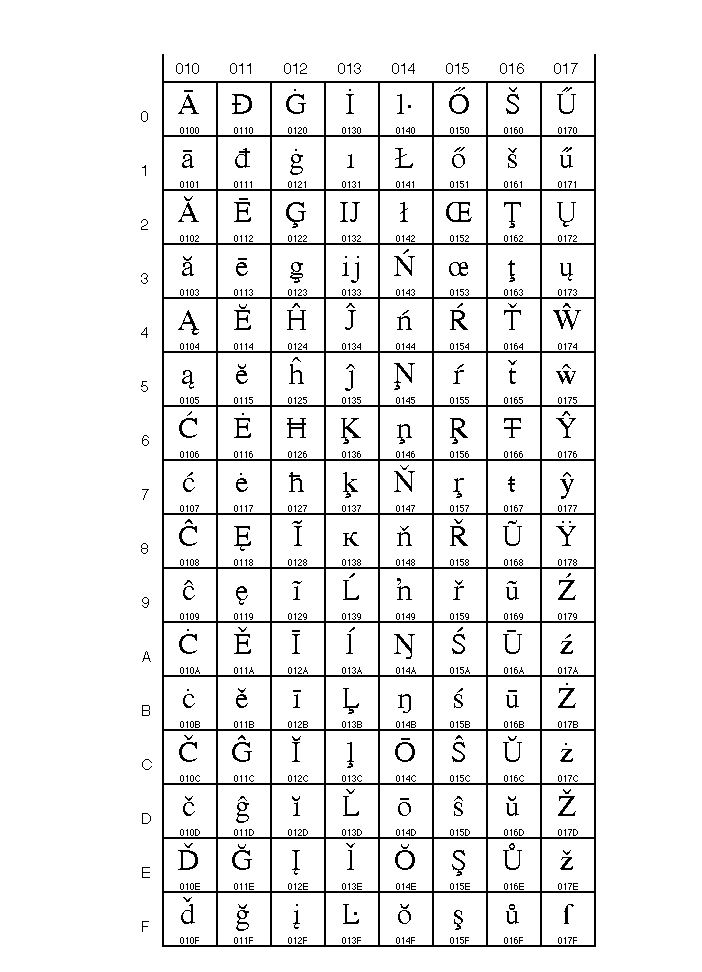 010 011 012 013 014 015 016 017
0 Ā Đ Ġ İ ŀ Ő Š Ű
0100 0110 0120 0130 0140 0150 0160 0170
1 ā đ ġ ı Ł ő š ű
0101 0111 0121 0131 0141 0151 0161 0171
2 Ă Ē Ģ IJ ł Œ Ţ Ų
0102 0112 0122 0132 0142 0152 0162 0172
3 ă ē ģ ij Ń œ ţ ų
0103 0113 0123 0133 0143 0153 0163 0173
4 Ą Ĕ Ĥ Ĵ ń Ŕ Ť Ŵ
0104 0114 0124 0134 0144 0154 0164 0174
5 ą ĕ ĥ ĵ Ņ ŕ ť ŵ
0105 0115 0125 0135 0145 0155 0165 0175
6 Ć Ė Ħ Ķ ņ Ŗ Ŧ Ŷ
0106 0116 0126 0136 0146 0156 0166 0176
7 ć ė ħ ķ Ň ŗ ŧ ŷ
0107 0117 0127 0137 0147 0157 0167 0177
8 Ĉ Ę Ĩ ĸ ň Ř Ũ Ÿ
0108 0118 0128 0138 0148 0158 0168 0178
9 ĉ ę ĩ Ĺ ŉ ř ũ Ź
0109 0119 0129 0139 0149 0159 0169 0179
A Ċ Ě Ī ĺ Ŋ Ś Ū ź
010A 011A 012A 013A 014A 015A 016A 017A
B ċ ě ī Ļ ŋ ś ū Ż
010B 011B 012B 013B 014B 015B 016B 017B
C Č Ĝ Ĭ ļ Ō Ŝ Ŭ ż
010C 011C 012C 013C 014C 015C 016C 017C
D č ĝ ĭ Ľ ō ŝ ŭ Ž
010D 011D 012D 013D 014D 015D 016D 017D
E Ď Ğ Į ľ Ŏ Ş Ů ž
010E 011E 012E 013E 014E 015E 016E 017E
F ď ğ į Ŀ ŏ ş ů ſ
010F 011F 012F 013F 014F 015F 016F 017F